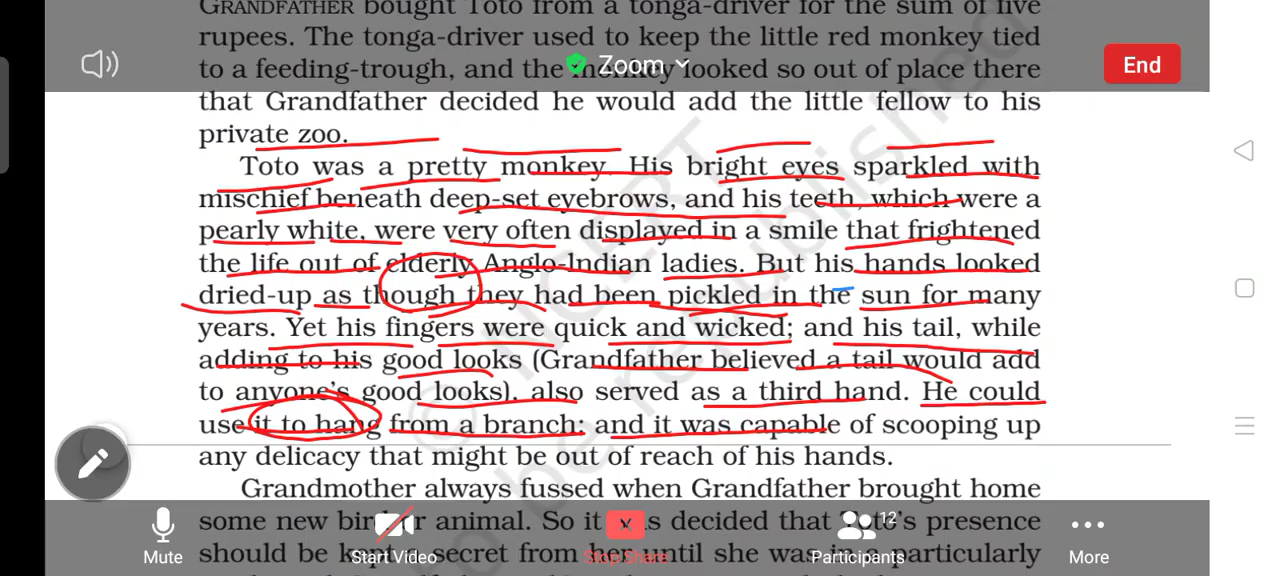 GRANDFATHER bought Toto from a tonga-driver for the sum of five
rupees. The tonga-driver used to keep the little red monkey tied
Zoom
End
to a feeding-trough, and the monkey looked so out of place there
that Grandfather decided he would add the little fellow to his
private zoo.
Toto was a pretty monkey. His bright eyes sparkled with
mischief beneath deep-set eyebrows, and his teeth, which were a
pearly white, were very often displayed in a smile that frightened
the life out of elderly Anglo-Indian ladies. But his hands looked
dried-up as though they had been pickled in the sun for many
years. Yet his fingers were quick and wicked; and his tail, while
adding to his good looks (Grandfather believed a tail would add
to anyone's good looks), also served as a third hand. He could
use it to hang from a branch; and it was capable of scooping up
any delicacy that might be out of reach of his hands.
Grandmother always fussed when Grandfather brought home
some new bird or animal. So it was decided that Toto's presence
should be kept a secret from her until she was in a particularly
12
Mute
Start Video
Stop Share
Participants
More
© NCERT
be republished